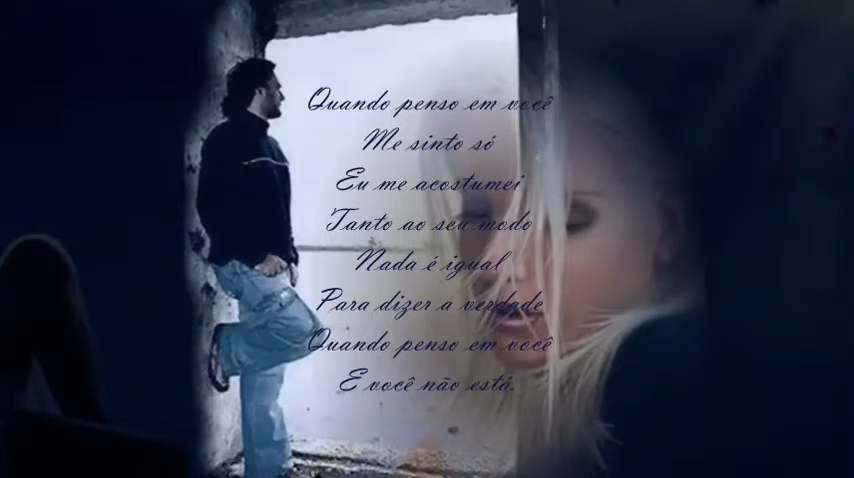 Quando penso em você
Me sinto só
Eu me acostumei
Tanto ao seu modo
Nada é igual
Para dizer a verdade
Quando penso em você
E você não está.